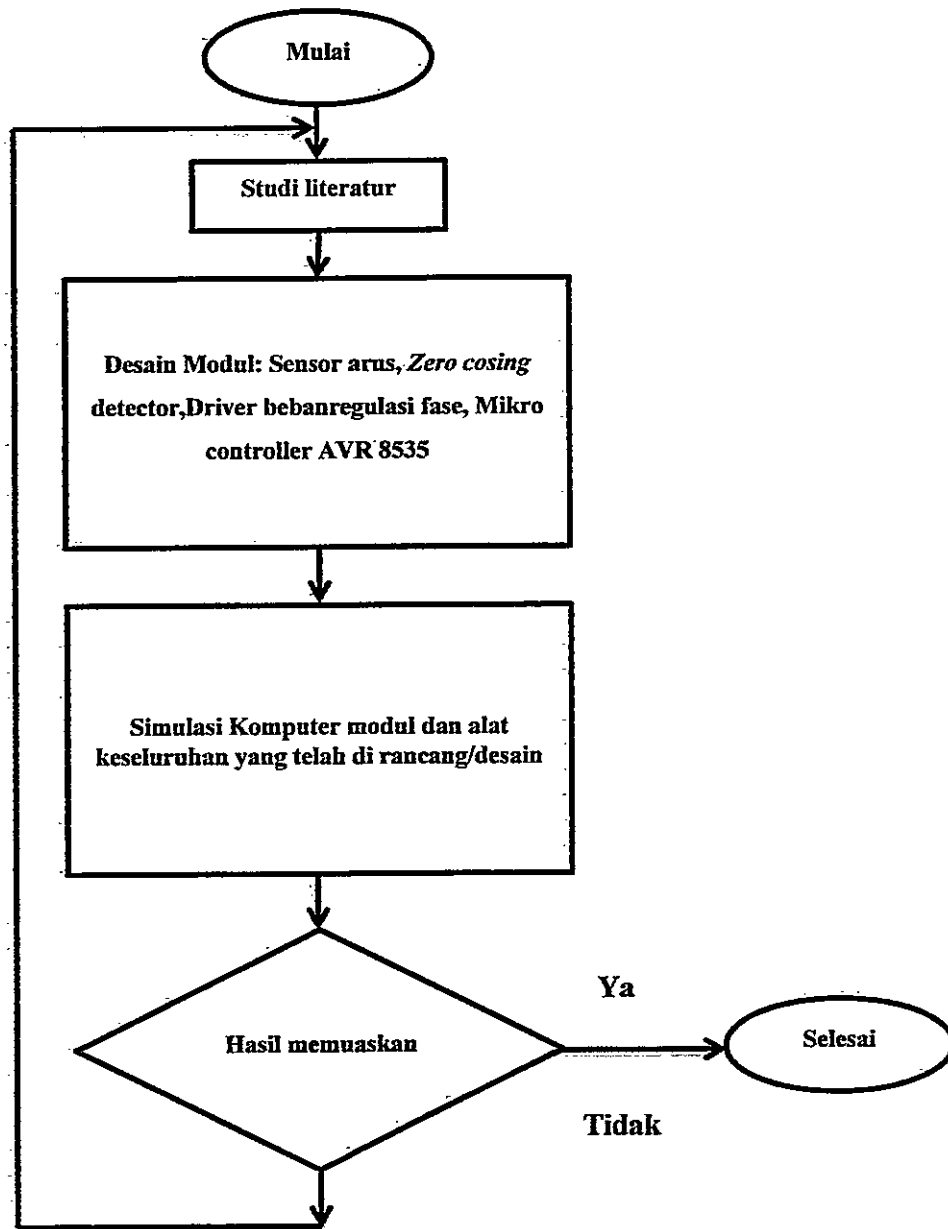 Mulai
Studi literatur
Desain Modul: Sensor arus, Zero cosing
detector,Driver bebanregulasi fase, Mikro
controller AVR 8535
Simulasi Komputer modul dan alat
keseluruhan yang telah di rancang/desain
Hasil memuaskan
Ya
Selesai
Tidak